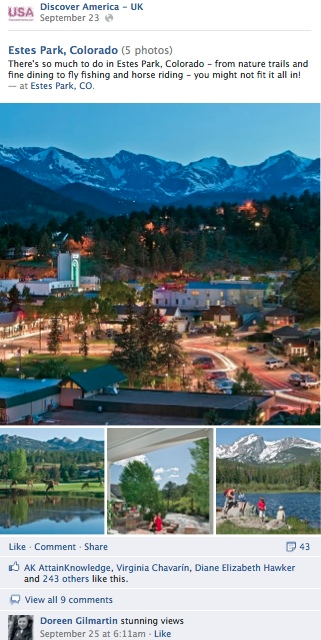 USA
Discover America – UK
September 23
Estes Park, Colorado (5 photos)
There's so much to do in Estes Park, Colorado – from nature trails and
fine dining to fly fishing and horse riding – you might not fit it all in!
— at Estes Park, CO.
Like · Comment · Share
43
AK AttainKnowledge, Virginia Chavarín, Diane Elizabeth Hawker
and 243 others like this.
View all 9 comments
Doreen Gilmartin stunning views
September 25 at 6:11am · Like